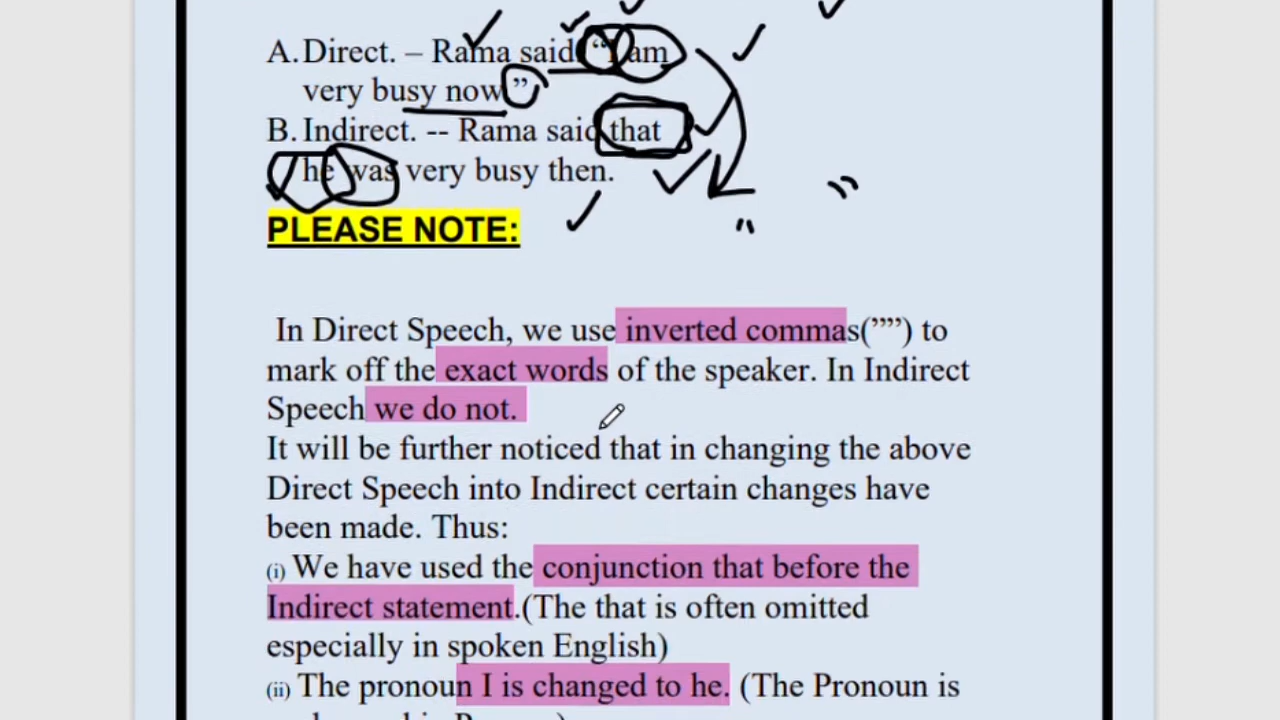 A. Direct. – Rama said, “I am
very busy now.”
B. Indirect. -- Rama said that
he was very busy then.
PLEASE NOTE:
In Direct Speech, we use inverted commas(””) to
mark off the exact words of the speaker. In Indirect
Speech we do not.
It will be further noticed that in changing the above
Direct Speech into Indirect certain changes have
been made. Thus:
(i) We have used the conjunction that before the
Indirect statement.(The that is often omitted
especially in spoken English)
(ii) The pronoun I is changed to he. (The Pronoun is